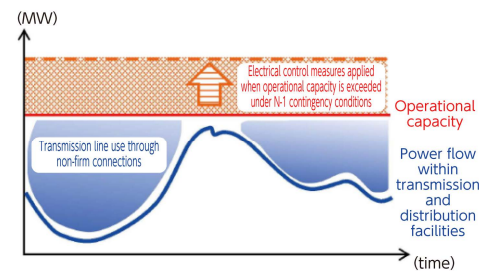 (MW)
Electrical control measures applied
when operational capacity is exceeded
under N-1 contingency conditions
Operational
capacity
Transmission line use through
non-firm connections
Power flow
within
transmission
and
distribution
facilities
(time)